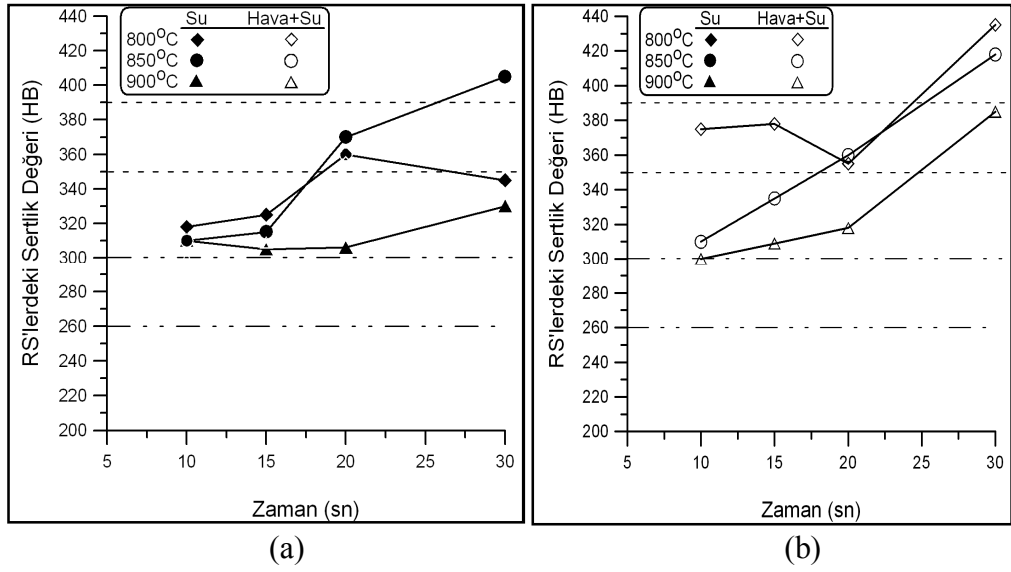 Su Hava+Su
800°C
850°C
900°C
RS'lerdeki Sertlik Değeri (HB)
440
420
400
380
360
340
320
300
280
260
240
220
200
5 10 15 20 25 30
Zaman (sn)
(a)
Su Hava+Su
800°C
850°C
900°C
RS'lerdeki Sertlik Değeri (HB)
440
420
400
380
360
340
320
300
280
260
240
220
200
5 10 15 20 25 30
Zaman (sn)
(b)